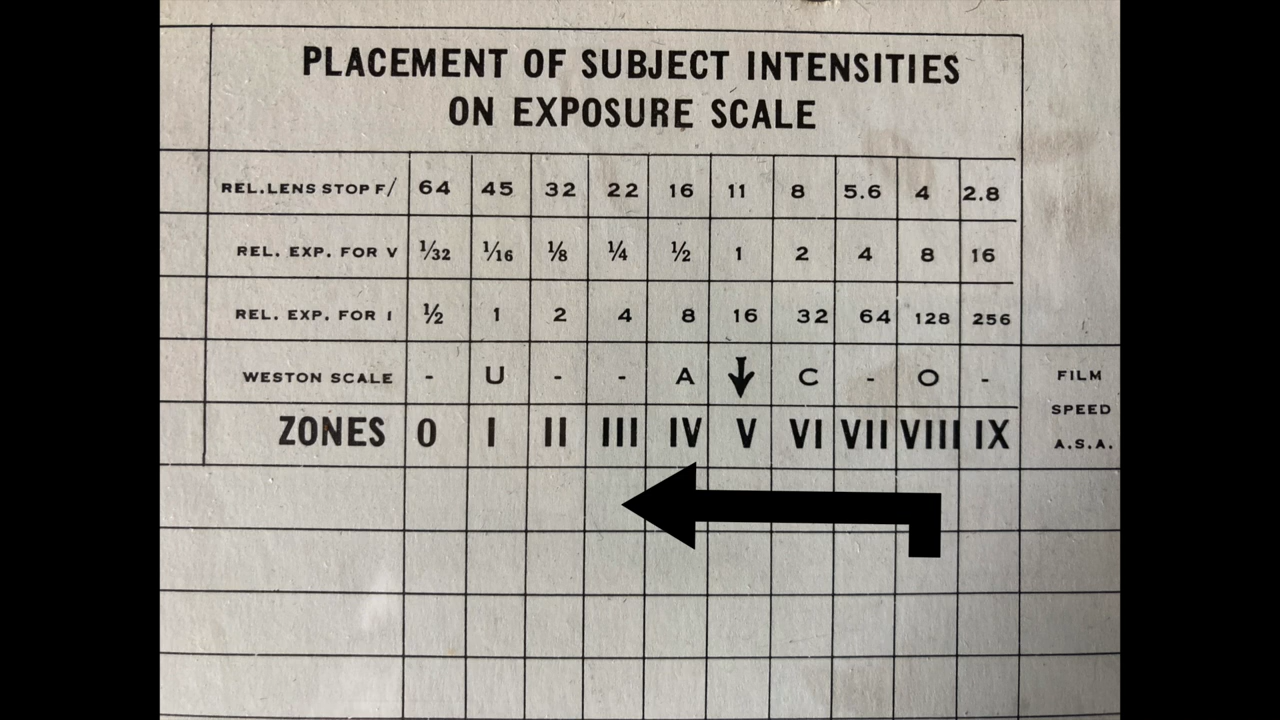 PLACEMENT OF SUBJECT INTENSITIES
ON EXPOSURE SCALE
REL.LENS STOP F/ 64 45 32 22 16 11 8 5.6 4 2.8
REL. EXP. FOR V 1/32 1/16 1/8 1/4 1/2 1 2 4 8 16
REL. EXP. FOR I 1/2 1 2 4 8 16 32 64 128 256
WESTON SCALE - U - - A ↓ C - O -
ZONES 0 I II III IV V VI VII VIII IX
FILM
SPEED
A.S.A.